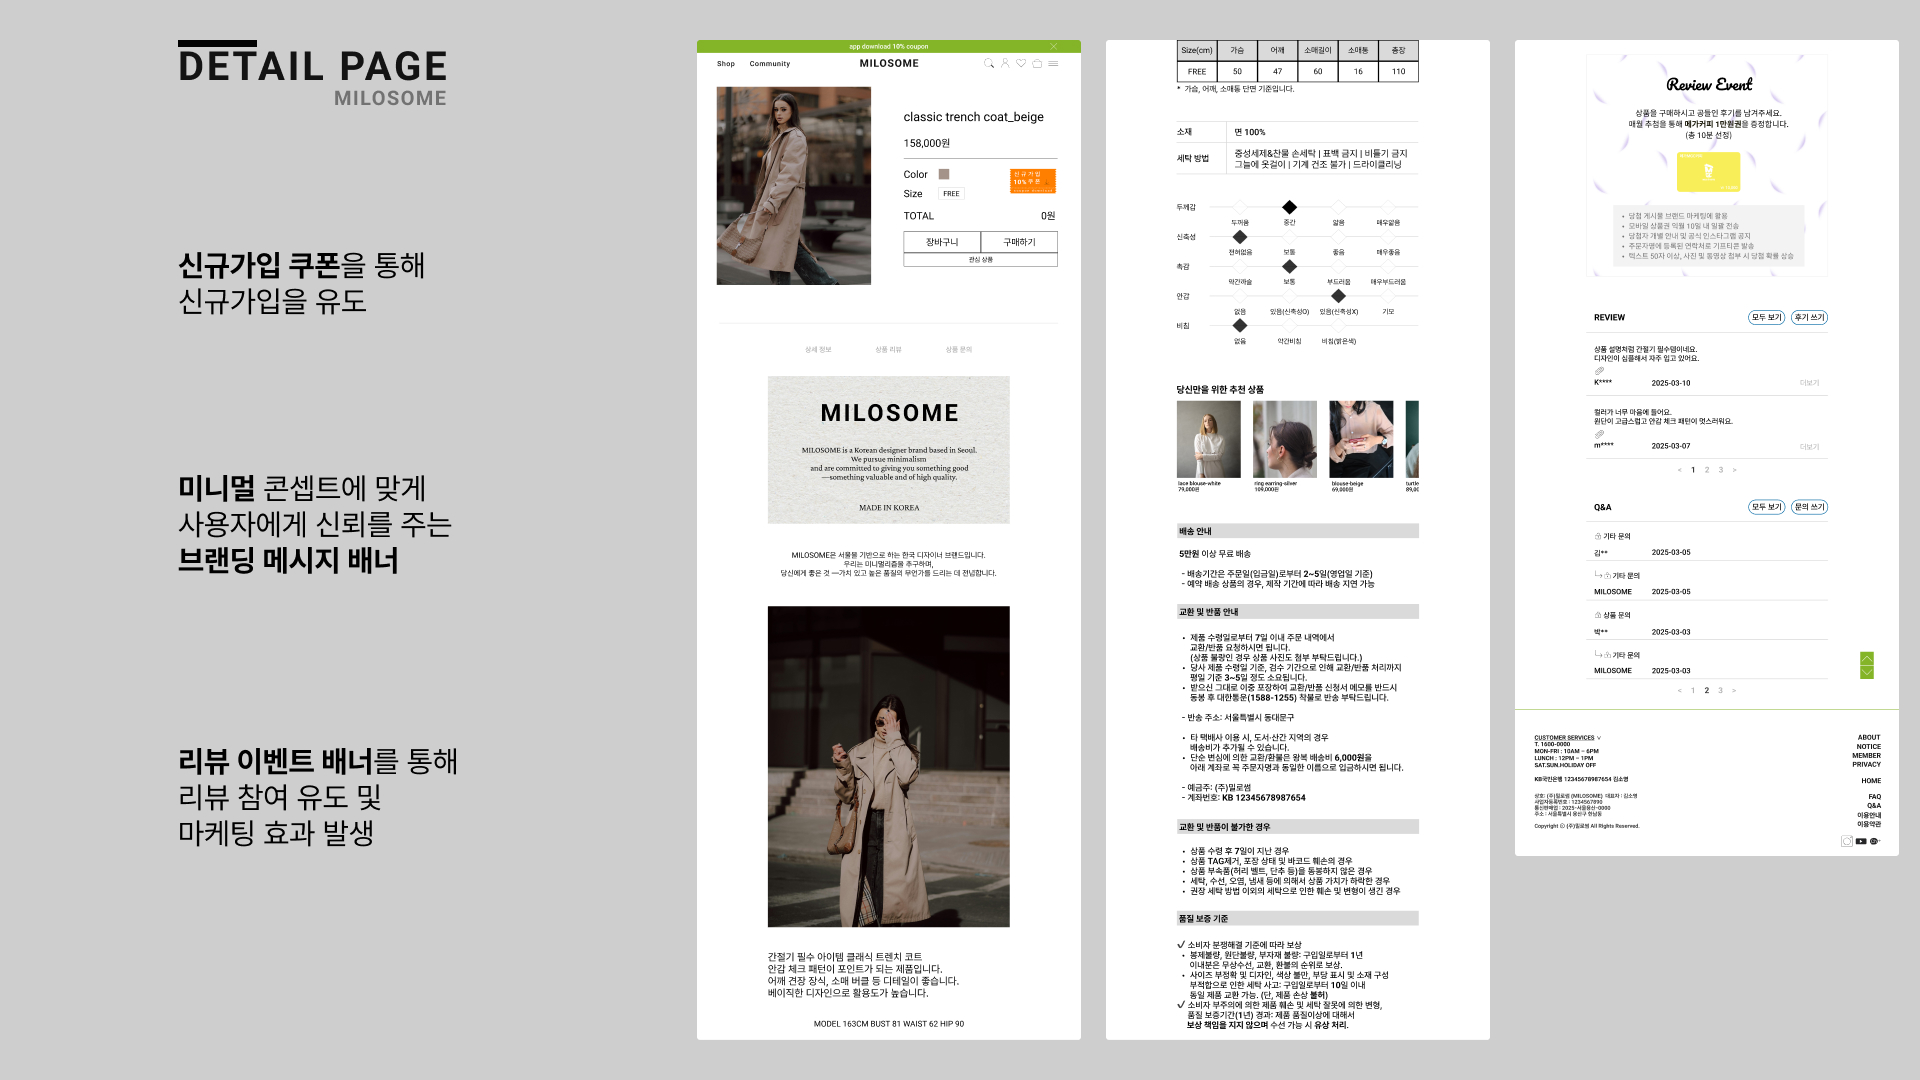 DETAIL PAGE
MILOSOME
신규가입 쿠폰을 통해
신규가입을 유도
미니멀 콘셉트에 맞게
사용자에게 신뢰를 주는
브랜딩 메시지 배너
리뷰 이벤트 배너를 통해
리뷰 참여 유도 및
마케팅 효과 발생
app download 10% coupon
Shop Community MILOSOME
classic trench coat_beige
158,000원
Color
신규가입
10%쿠폰
Size FREE
TOTAL 0원
장바구니 구매하기
관심 상품
상세 정보 상품 리뷰 상품 문의
MILOSOME
MILOSOME is a Korean designer brand based in Seoul.
We pursue minimalism
and are committed to giving you something good
—something valuable and of high quality.
MADE IN KOREA
MILOSOME은 서울을 기반으로 하는 한국 디자이너 브랜드입니다.
우리는 미니멀리즘을 추구하며,
당신에게 좋은 것 —가치 있고 높은 품질의 무언가를 드리는 데 전념합니다.
간절기 필수 아이템 클래식 트렌치 코트
안감 체크 패턴이 포인트가 되는 제품입니다.
어깨 견장 장식, 소매 버클 등 디테일이 좋습니다.
베이직한 디자인으로 활용도가 높습니다.
MODEL 163CM BUST 81 WAIST 62 HIP 90
Size(cm) 가슴 어깨 소매길이 소매통 총장
FREE 50 47 60 16 110
* 가슴, 어깨, 소매통 단면 기준입니다.
소재 면 100%
세탁 방법 중성세제&찬물 손세탁 | 표백 금지 | 비틀기 금지
그늘에 옷걸이 | 기계 건조 불가 | 드라이클리닝
두께감
두꺼움 중간 얇음 매우얇음
신축성
전혀없음 보통 좋음 매우좋음
촉감
약간까슬 보통 부드러움 매우부드러움
안감
없음 있음(신축성O) 있음(신축성X) 기모
비침
없음 약간비침 비침(밝은색)
당신만을 위한 추천 상품
lace blouse-white ring earring-silver blouse-beige turtle
79,000원 109,000원 69,000원 89,0
배송 안내
5만원 이상 무료 배송
- 배송기간은 주문일(입금일)로부터 2~5일(영업일 기준)
- 예약 배송 상품의 경우, 제작 기간에 따라 배송 지연 가능
교환 및 반품 안내
• 제품 수령일로부터 7일 이내 주문 내역에서
교환/반품 요청하시면 됩니다.
(상품 불량인 경우 상품 사진도 첨부 부탁드립니다.)
• 당사 제품 수령일 기준, 검수 기간으로 인해 교환/반품 처리까지
평일 기준 3~5일 정도 소요됩니다.
• 받으신 그대로 이중 포장하여 교환/반품 신청서 메모를 반드시
동봉 후 대한통운(1588-1255) 착불로 반송 부탁드립니다.
- 반송 주소: 서울특별시 동대문구
• 타 택배사 이용 시, 도서·산간 지역의 경우
배송비가 추가될 수 있습니다.
• 단순 변심에 의한 교환/환불은 왕복 배송비 6,000원을
아래 계좌로 꼭 주문자명과 동일한 이름으로 입금하시면 됩니다.
- 예금주: (주)밀로썸
- 계좌번호: KB 12345678987654
교환 및 반품이 불가한 경우
• 상품 수령 후 7일이 지난 경우
• 상품 TAG제거, 포장 상태 및 바코드 훼손의 경우
• 상품 부속품(허리 벨트, 단추 등)을 동봉하지 않은 경우
• 세탁, 수선, 오염, 냄새 등에 의해서 상품 가치가 하락한 경우
• 권장 세탁 방법 이외의 세탁으로 인한 훼손 및 변형이 생긴 경우
품질 보증 기준
✓ 소비자 분쟁해결 기준에 따라 보상
• 봉제불량, 원단불량, 부자재 불량: 구입일로부터 1년
이내분은 무상수선, 교환, 환불의 순위로 보상.
• 사이즈 부정확 및 디자인, 색상 불만, 부당 표시 및 소재 구성
부적합으로 인한 세탁 사고: 구입일로부터 10일 이내
동일 제품 교환 가능. (단, 제품 손상 불허)
✓ 소비자 부주의에 의한 제품 훼손 및 세탁 잘못에 의한 변형,
품질 보증기간(1년) 경과: 제품 품질이상에 대해서
보상 책임을 지지 않으며 수선 가능 시 유상 처리.
Review Event
상품을 구매하시고 공들인 후기를 남겨주세요.
매월 추첨을 통해 메가커피 1만원권을 증정합니다.
(총 10분 선정)
• 당첨 게시물 브랜드 마케팅에 활용
• 모바일 상품권 익월 10일 내 일괄 전송
• 당첨자 개별 안내 및 공식 인스타그램 공지
• 주문자명에 등록된 연락처로 기프티콘 발송
• 텍스트 50자 이상, 사진 및 동영상 첨부 시 당첨 확률 상승
REVIEW 모두 보기 후기 쓰기
상품 설명처럼 간절기 필수템이네요.
디자인이 심플해서 자주 입고 있어요.
K**** 2025-03-10 더보기
컬러가 너무 마음에 들어요.
원단이 고급스럽고 안감 체크 패턴이 멋스러워요.
m**** 2025-03-07 더보기
< 1 2 3 >
Q&A 모두 보기 문의 쓰기
기타 문의
김** 2025-03-05
기타 문의
MILOSOME 2025-03-05
상품 문의
박** 2025-03-03
기타 문의
MILOSOME 2025-03-03
< 1 2 3 >
CUSTOMER SERVICES ∨
T. 1600-0000
MON-FRI : 10AM ~ 6PM
LUNCH : 12PM ~ 1PM
SAT.SUN.HOLIDAY OFF
KB국민은행 12345678987654 김소영
상호: (주)밀로썸 (MILOSOME) 대표자 : 김소영
사업자등록번호 : 1234567890
통신판매업 : 2025-서울용산-0000
주소 : 서울특별시 용산구 한남동
Copyright ⓒ (주)밀로썸 All Rights Reserved.
ABOUT
NOTICE
MEMBER
PRIVACY
HOME
FAQ
Q&A
이용안내
이용약관